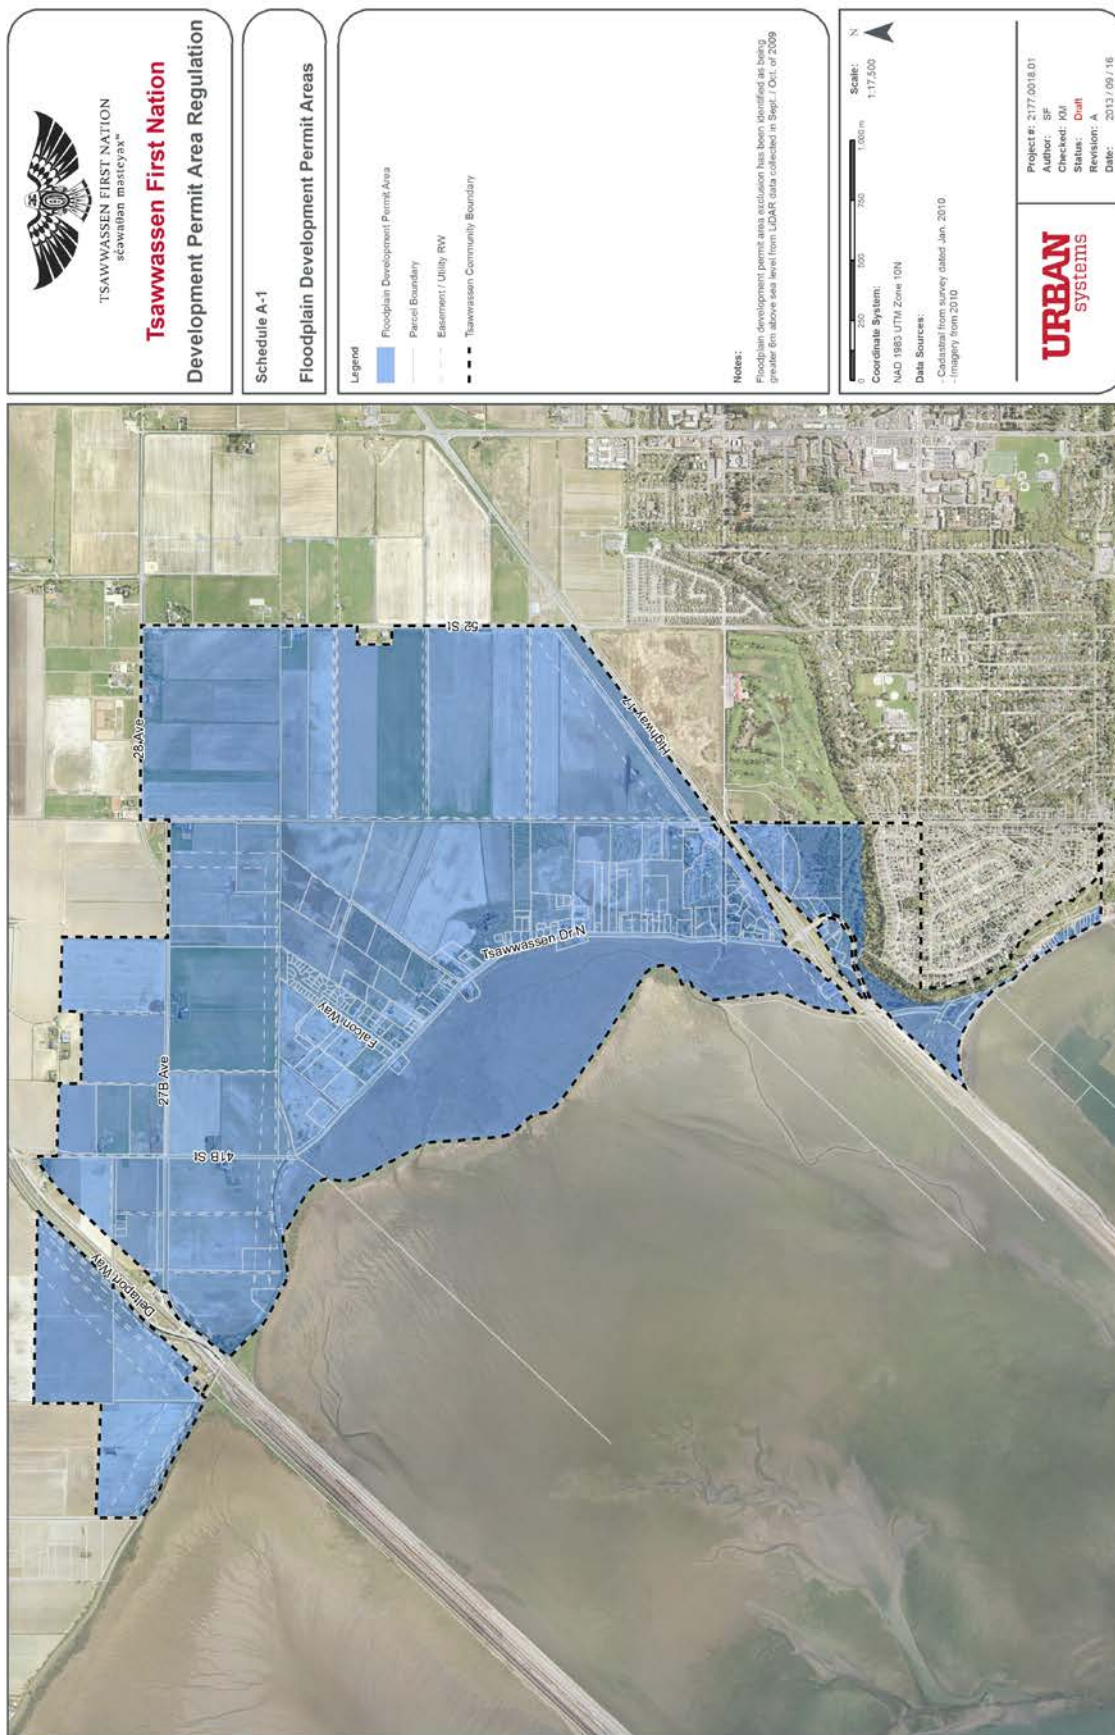 TSAWWASSEN FIRST NATION
sc̓əwaθən məsteyəxʷ
Tsawwassen First Nation
Development Permit Area Regulation
Schedule A-1
Floodplain Development Permit Areas
Legend
Floodplain Development Permit Area
Parcel Boundary
Easement / Utility RW
Tsawwassen Community Boundary
Notes:
Floodplain development permit area exclusion has been identified as being
greater 6m above sea level from LiDAR data collected in Sept. / Oct. of 2009
0 250 500 750 1,000 m
Scale:
1:17,500
N
Coordinate System:
NAD 1983 UTM Zone 10N
Data Sources:
- Cadastral from survey dated Jan. 2010
- Imagery from 2010
URBAN
systems
Project #: 2177.0018.01
Author: SF
Checked: KM
Status: Draft
Revision: A
Date: 2013 / 09 / 16
28 Ave
52 St
Highway 17
27B Ave
41B St
Deltaport Way
Falcon Way
Tsawwassen Dr N